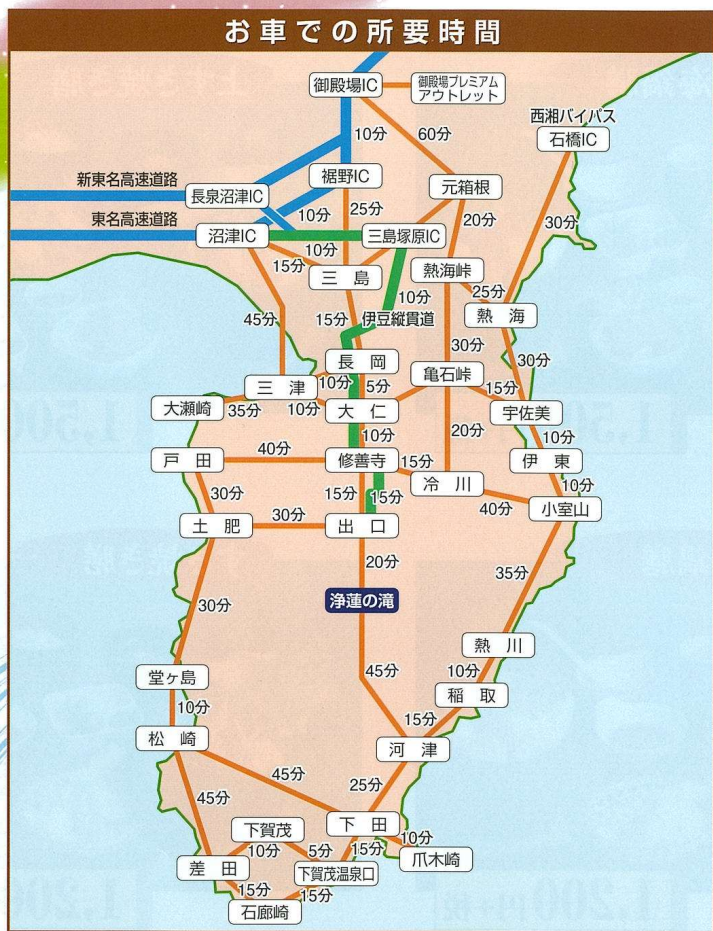 お車での所要時間
御殿場IC
御殿場プレミアム
アウトレット
西湘バイパス
石橋IC
10分
60分
新東名高速道路
長泉沼津IC
裾野IC
元箱根
30分
10分
25分
20分
東名高速道路
沼津IC
10分
三島塚原IC
15分
三島
熱海峠
10分
25分
45分
15分
伊豆縦貫道
熱海
30分
30分
長岡
亀石峠
三津
10分
5分
15分
大瀬崎
35分
10分
大仁
宇佐美
10分
20分
10分
戸田
40分
修善寺
15分
冷川
伊東
30分
15分
15分
10分
40分
小室山
土肥
30分
出口
20分
35分
浄蓮の滝
30分
熱川
堂ヶ島
45分
10分
稲取
10分
15分
松崎
河津
45分
25分
45分
下賀茂
下田
10分
爪木崎
10分
5分
15分
差田
下賀茂温泉口
15分
15分
石廊崎